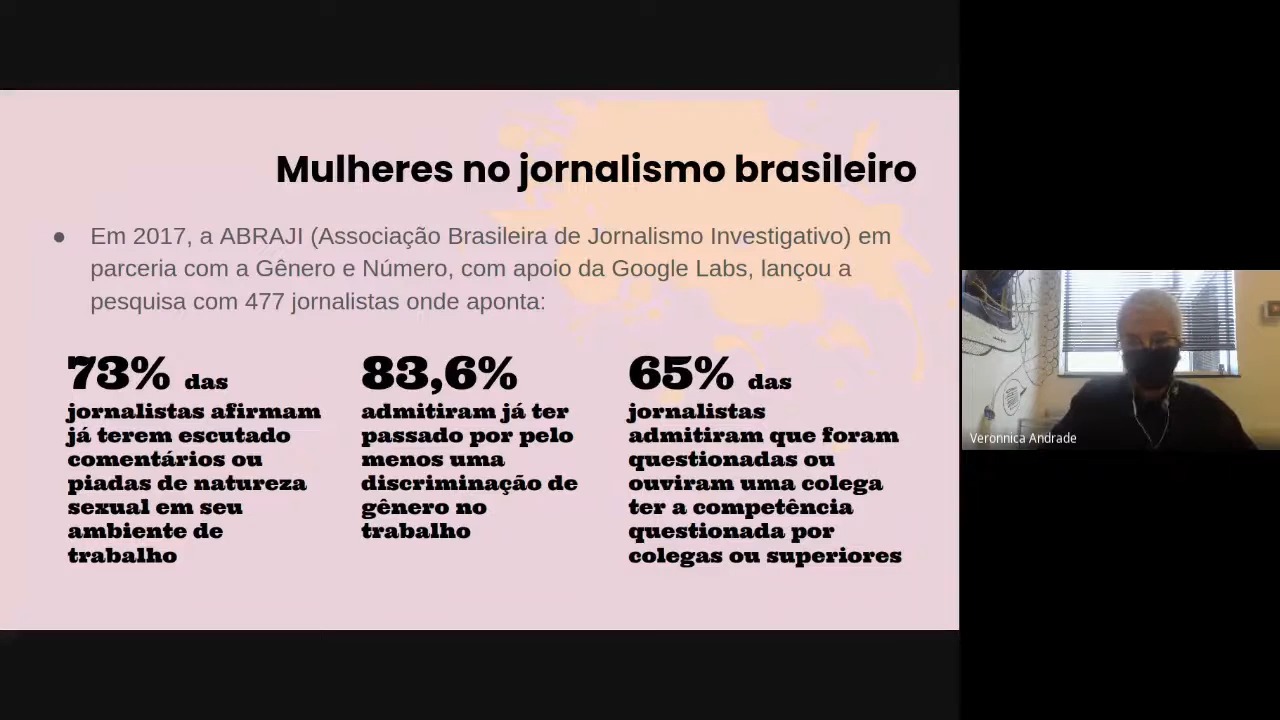 Mulheres no jornalismo brasileiro
● Em 2017, a ABRAJI (Associação Brasileira de Jornalismo Investigativo) em
parceria com a Gênero e Número, com apoio da Google Labs, lançou a
pesquisa com 477 jornalistas onde aponta:
73% das
jornalistas afirmam
já terem escutado
comentários ou
piadas de natureza
sexual em seu
ambiente de
trabalho
83,6%
admitiram já ter
passado por pelo
menos uma
discriminação de
gênero no
trabalho
65% das
jornalistas
admitiram que foram
questionadas ou
ouviram uma colega
ter a competência
questionada por
colegas ou superiores
Veronnica Andrade